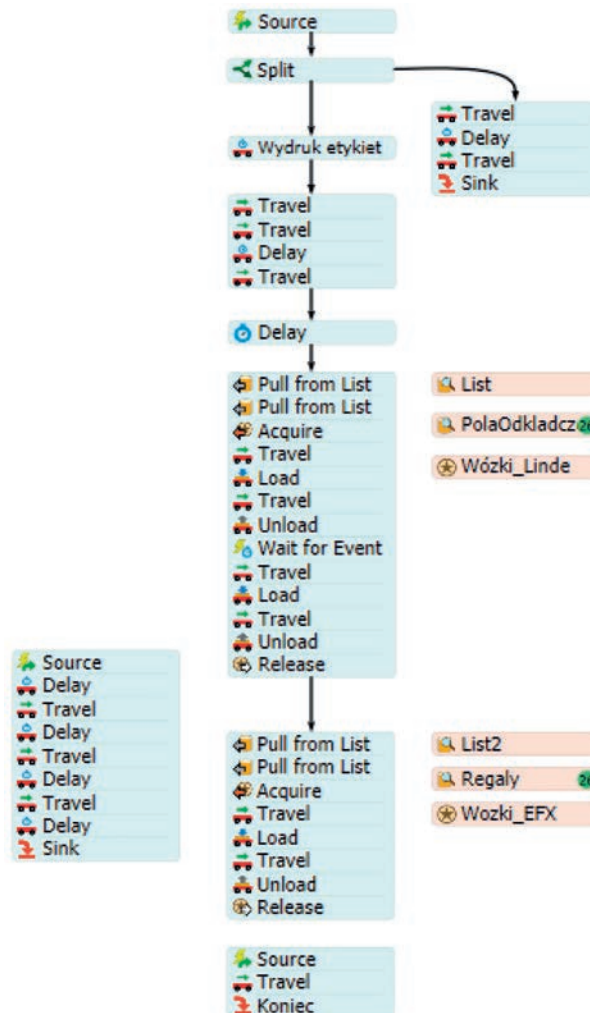 Source
Split
Travel
Delay
Travel
Sink
Wydruk etykiet
Travel
Travel
Delay
Travel
Delay
Pull from List
Pull from List
Acquire
Travel
Load
Travel
Unload
Wait for Event
Travel
Load
Travel
Unload
Release
List
PolaOdkladcz
Wózki_Linde
Source
Delay
Travel
Delay
Travel
Delay
Travel
Delay
Sink
Pull from List
Pull from List
Acquire
Travel
Load
Travel
Unload
Release
List2
Regaly
Wozki_EFX
Source
Travel
Koniec